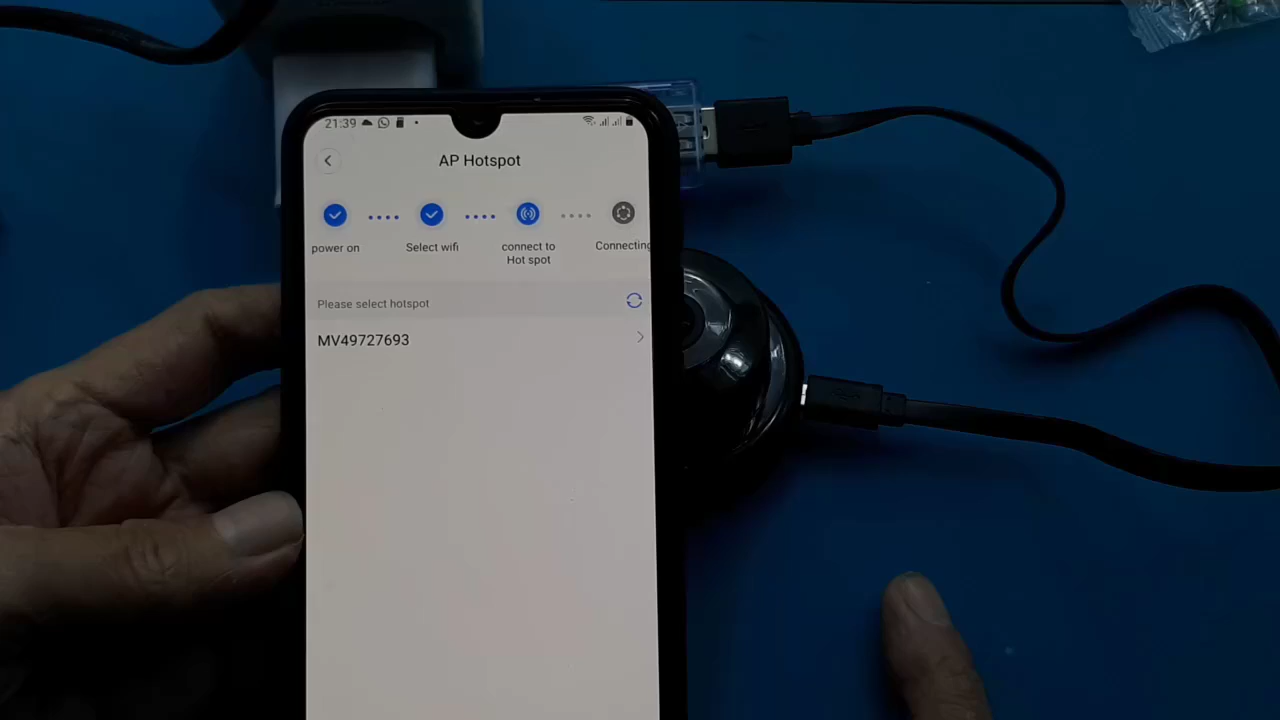 21:39
AP Hotspot
power on
Select wifi
connect to
Hot spot
Connecting
Please select hotspot
MV49727693